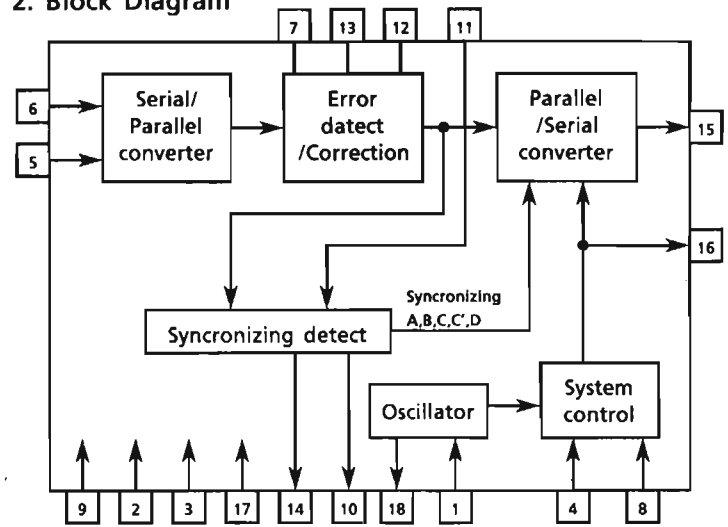 2. Block Diagram
7 13 12 11
6
5
Serial/
Parallel
converter
Error
datect
/Correction
Parallel
/Serial
converter
15
16
Syncronizing
A,B,C,C',D
Syncronizing detect
Oscillator
System
control
9 2 3 17 14 10 18 1 4 8